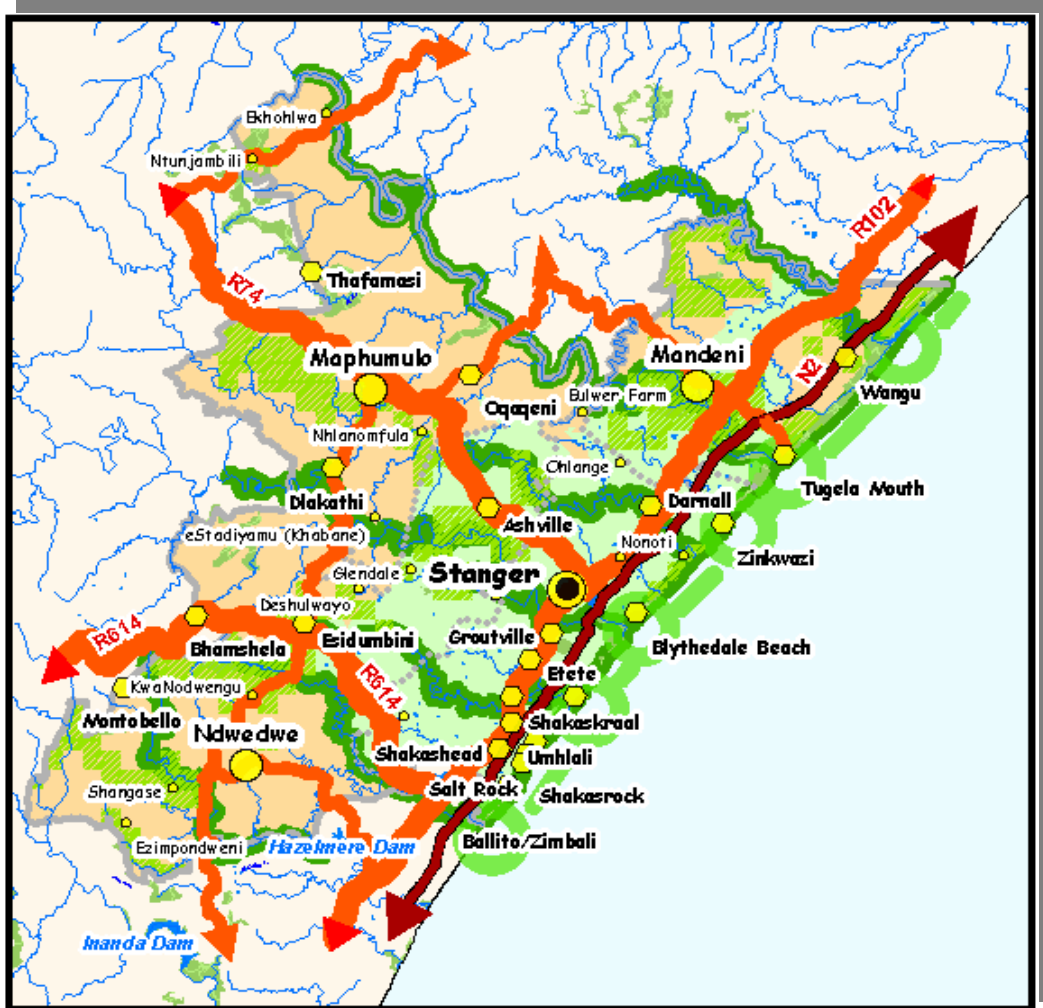 Ekhohlwa
Ntunjambili
R102
Thafamasi
R74
Maphumulo
Mandeni
N2
Wangu
Oqaqeni
Bulwer Farm
Nhlanomfula
Ohlange
Tugela Mouth
Dlakathi
Darnall
Ashville
eStadiyamu (Khabane)
Nonoti
Zinkwazi
Glendale
Stanger
Deshulwayo
R614
Bhamshela
Esidumbini
Groutville
Blythedale Beach
Etete
R614
KwaNodwengu
Montobello
Shakaskraal
Ndwedwe
Shakashead
Umhlali
Shangase
Salt Rock
Shakasrock
Ezimpondweni
Hazelmere Dam
Ballito/Zimbali
Inanda Dam